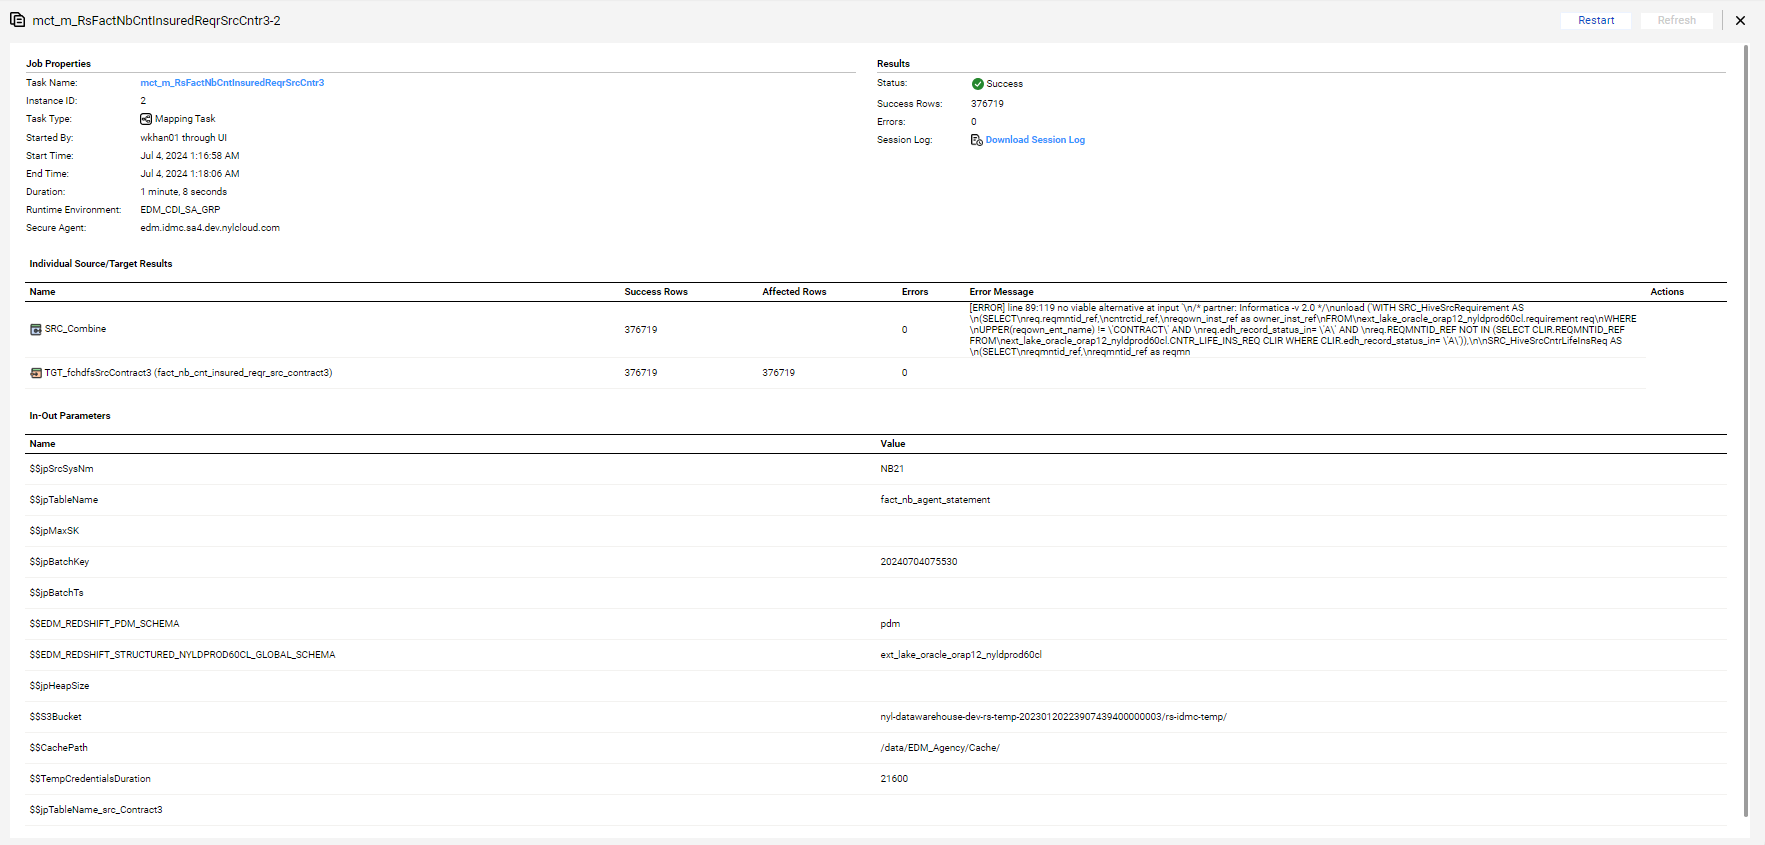 mct_m_RsFactNbCntInsuredReqrSrcCntr3-2
Restart
Refresh
Job Properties
Task Name: mct_m_RsFactNbCntInsuredReqrSrcCntr3
Instance ID: 2
Task Type: Mapping Task
Started By: wkhan01 through UI
Start Time: Jul 4, 2024 1:16:58 AM
End Time: Jul 4, 2024 1:18:06 AM
Duration: 1 minute, 8 seconds
Runtime Environment: EDM_CDI_SA_GRP
Secure Agent: edm.idmc.sa4.dev.nylcloud.com
Results
Status: Success
Success Rows: 376719
Errors: 0
Session Log: Download Session Log
Individual Source/Target Results
Name Success Rows Affected Rows Errors Error Message Actions
SRC_Combine 376719 0
[ERROR] line 89:119 no viable alternative at input '\n/* partner: Informatica -v 2.0 */\nunload ('WITH SRC_HiveSrcRequirement AS
\n(SELECT\nreq.reqmntid_ref,\ncntrctid_ref,\nreqown_inst_ref as owner_inst_ref\nFROM\next_lake_oracle_orap12_nyldprod60cl.requirement req\nWHERE
\nUPPER(reqown_ent_name) != \'CONTRACT\' AND \nreq.edh_record_status_in= \'A\' AND \nreq.REQMNTID_REF NOT IN (SELECT CLIR.REQMNTID_REF
FROM\next_lake_oracle_orap12_nyldprod60cl.CNTR_LIFE_INS_REQ CLIR WHERE CLIR.edh_record_status_in= \'A\')),\n\nSRC_HiveSrcCntrLifeInsReq AS
\n(SELECT\nreqmntid_ref,\nreqmntid_ref as reqmn
TGT_fchdfsSrcContract3 (fact_nb_cnt_insured_reqr_src_contract3) 376719 376719 0
In-Out Parameters
Name Value
$$jpSrcSysNm NB21
$$jpTableName fact_nb_agent_statement
$$jpMaxSK
$$jpBatchKey 20240704075530
$$jpBatchTs
$$EDM_REDSHIFT_PDM_SCHEMA pdm
$$EDM_REDSHIFT_STRUCTURED_NYLDPROD60CL_GLOBAL_SCHEMA ext_lake_oracle_orap12_nyldprod60cl
$$jpHeapSize
$$S3Bucket nyl-datawarehouse-dev-rs-temp-20230120223907439400000003/rs-idmc-temp/
$$CachePath /data/EDM_Agency/Cache/
$$TempCredentialsDuration 21600
$$jpTableName_src_Contract3